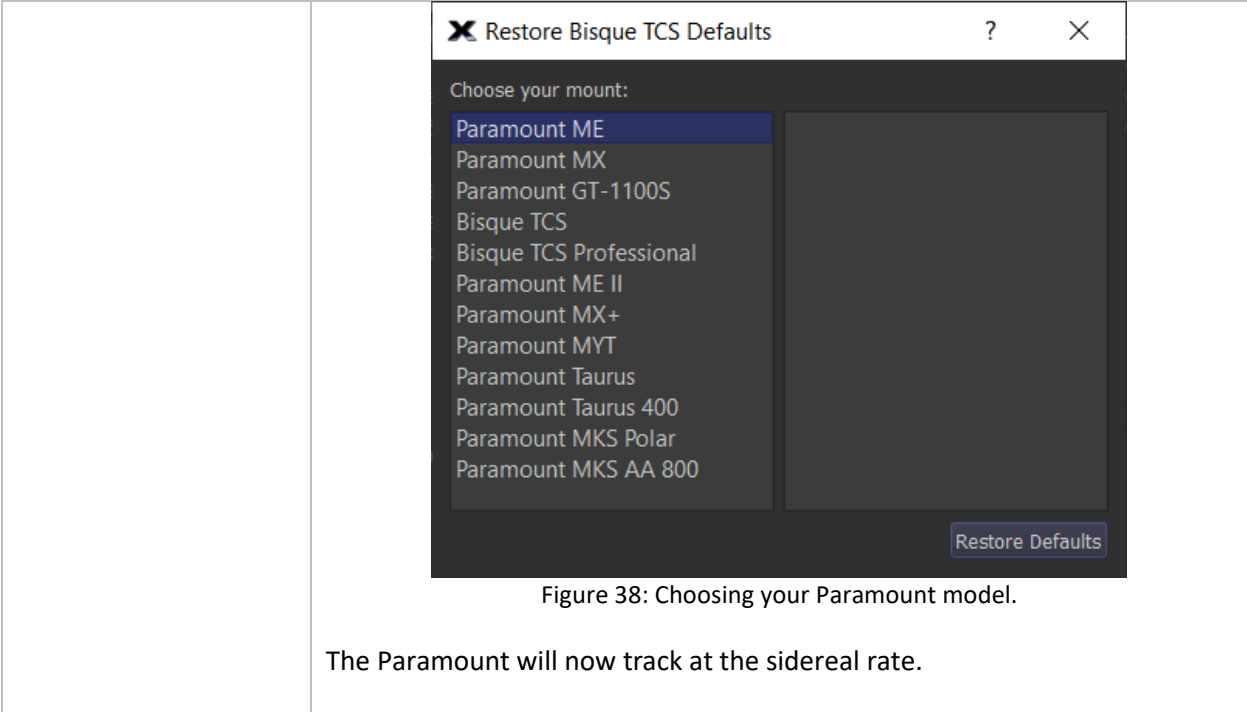 Restore Bisque TCS Defaults ?
Choose your mount:
Paramount ME
Paramount MX
Paramount GT-1100S
Bisque TCS
Bisque TCS Professional
Paramount ME II
Paramount MX+
Paramount MYT
Paramount Taurus
Paramount Taurus 400
Paramount MKS Polar
Paramount MKS AA 800
Restore Defaults
Figure 38: Choosing your Paramount model.
The Paramount will now track at the sidereal rate.